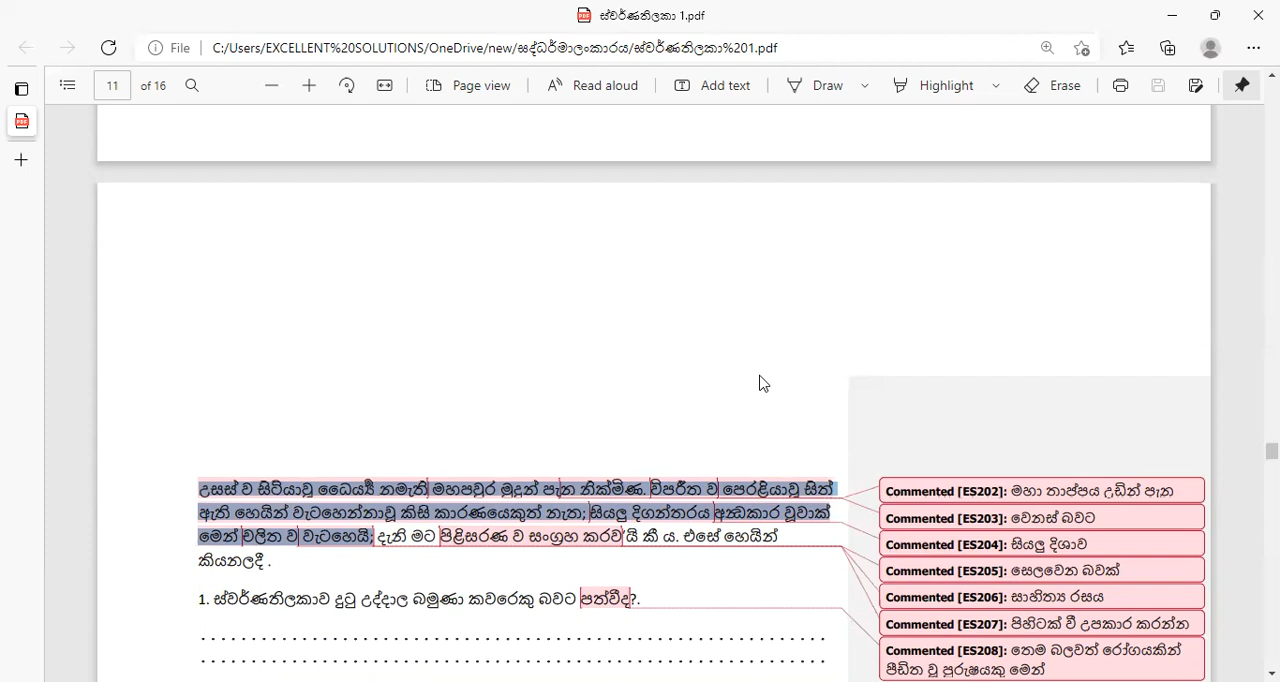 ස්වර්ණතිලකා 1.pdf
File C:/Users/EXCELLENT%20SOLUTIONS/OneDrive/new/සද්ධර්මාලංකාරය/ස්වර්ණතිලකා%201.pdf
11 of 16 Page view Read aloud Add text Draw Highlight Erase
උසස් ව සිටියාවූ ධෛර්‍ය්‍ය නමැති මහපවුර මුදුන් පැන නික්මිණ. විපරීත ව පෙරළියාවූ සිත්
ඇති හෙයින් වැටහෙන්නාවූ කිසි කාරණයෙකුත් නැත; සියලු දිගන්තරය අන්‍ධකාර වූවාක්
මෙන් චලිත ව වැටහෙයි; දැනි මට පිළිසරණ ව සංග්‍රහ කරව'යි කී ය. එසේ හෙයින්
කියනලදී .
1. ස්වර්ණතිලකාව දුටු උද්දාල බමුණා කවරෙකු බවට පත්වීද?.
Commented [ES202]: මහා තාප්පය උඩින් පැන
Commented [ES203]: වෙනස් බවට
Commented [ES204]: සියලු දිශාව
Commented [ES205]: සෙලවෙන බවක්
Commented [ES206]: සාහිත්‍ය රසය
Commented [ES207]: පිහිටක් වී උපකාර කරන්න
Commented [ES208]: තෙම බලවත් රෝගයකින්
පීඩිත වූ පුරුෂයකු මෙන්